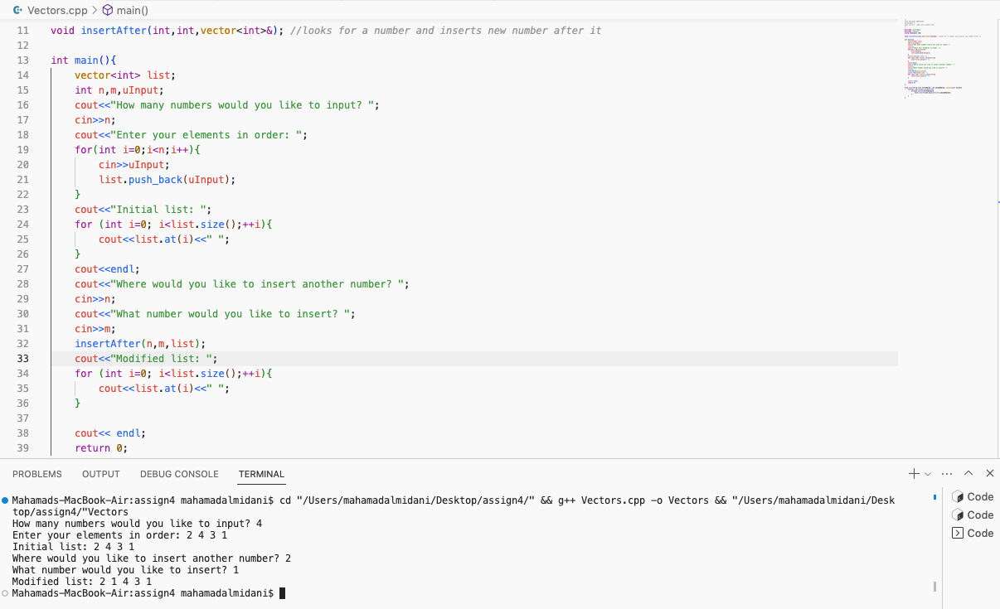 Vectors.cpp > main()
11 void insertAfter(int,int,vector<int>&); //looks for a number and inserts new number after it
12
13 int main(){
14     vector<int> list;
15     int n,m,uInput;
16     cout<<"How many numbers would you like to input? ";
17     cin>>n;
18     cout<<"Enter your elements in order: ";
19     for(int i=0;i<n;i++){
20         cin>>uInput;
21         list.push_back(uInput);
22     }
23     cout<<"Initial list: ";
24     for (int i=0; i<list.size();++i){
25         cout<<list.at(i)<<" ";
26     }
27     cout<<endl;
28     cout<<"Where would you like to insert another number? ";
29     cin>>n;
30     cout<<"What number would you like to insert? ";
31     cin>>m;
32     insertAfter(n,m,list);
33     cout<<"Modified list: ";
34     for (int i=0; i<list.size();++i){
35         cout<<list.at(i)<<" ";
36     }
37
38     cout<< endl;
39     return 0;
PROBLEMS OUTPUT DEBUG CONSOLE TERMINAL
Mahamads-MacBook-Air:assign4 mahamadalmidani$ cd "/Users/mahamadalmidani/Desktop/assign4/" && g++ Vectors.cpp -o Vectors && "/Users/mahamadalmidani/Desk
top/assign4/"Vectors
How many numbers would you like to input? 4
Enter your elements in order: 2 4 3 1
Initial list: 2 4 3 1
Where would you like to insert another number? 2
What number would you like to insert? 1
Modified list: 2 1 4 3 1
Mahamads-MacBook-Air:assign4 mahamadalmidani$
Code
Code
Code